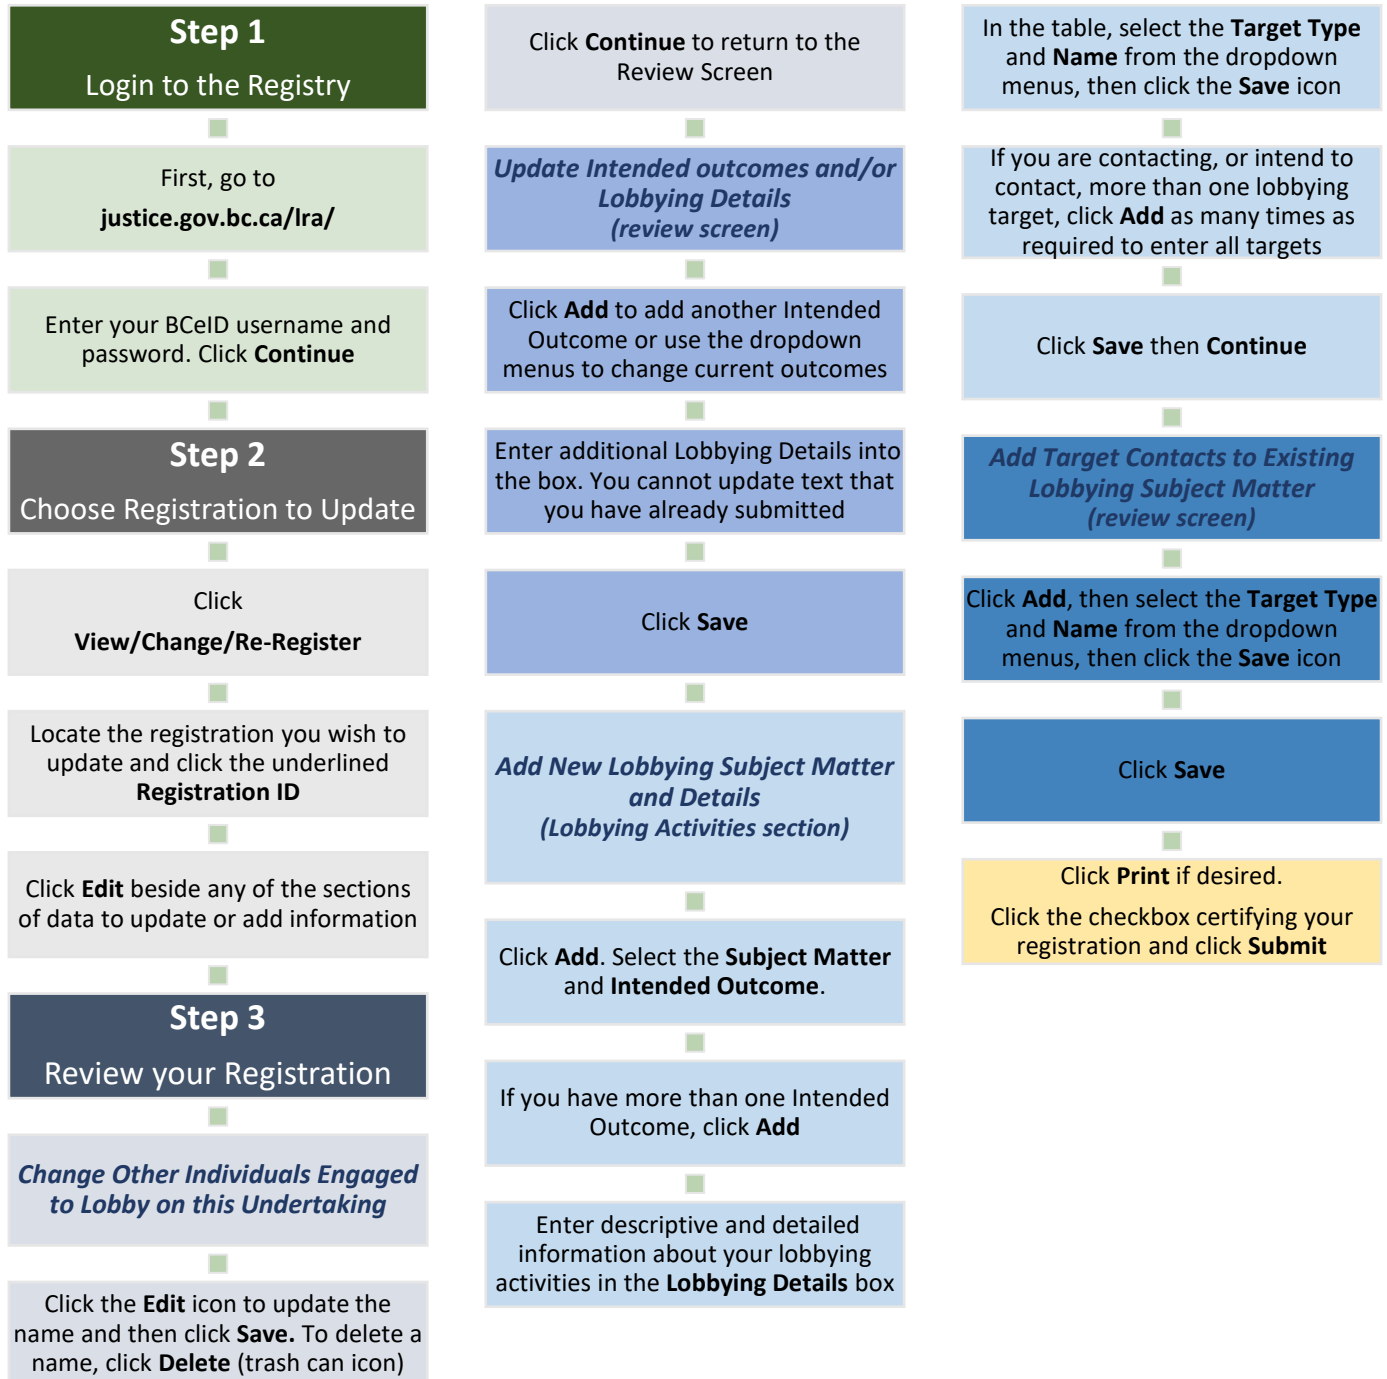 Step 1
Login to the Registry
First, go to
justice.gov.bc.ca/lra/
Enter your BCeID username and
password. Click Continue
Step 2
Choose Registration to Update
Click
View/Change/Re-Register
Locate the registration you wish to
update and click the underlined
Registration ID
Click Edit beside any of the sections
of data to update or add information
Step 3
Review your Registration
Change Other Individuals Engaged
to Lobby on this Undertaking
Click the Edit icon to update the
name and then click Save. To delete a
name, click Delete (trash can icon)
Click Continue to return to the
Review Screen
Update Intended outcomes and/or
Lobbying Details
(review screen)
Click Add to add another Intended
Outcome or use the dropdown
menus to change current outcomes
Enter additional Lobbying Details into
the box. You cannot update text that
you have already submitted
Click Save
Add New Lobbying Subject Matter
and Details
(Lobbying Activities section)
Click Add. Select the Subject Matter
and Intended Outcome.
If you have more than one Intended
Outcome, click Add
Enter descriptive and detailed
information about your lobbying
activities in the Lobbying Details box
In the table, select the Target Type
and Name from the dropdown
menus, then click the Save icon
If you are contacting, or intend to
contact, more than one lobbying
target, click Add as many times as
required to enter all targets
Click Save then Continue
Add Target Contacts to Existing
Lobbying Subject Matter
(review screen)
Click Add, then select the Target Type
and Name from the dropdown
menus, then click the Save icon
Click Save
Click Print if desired.
Click the checkbox certifying your
registration and click Submit